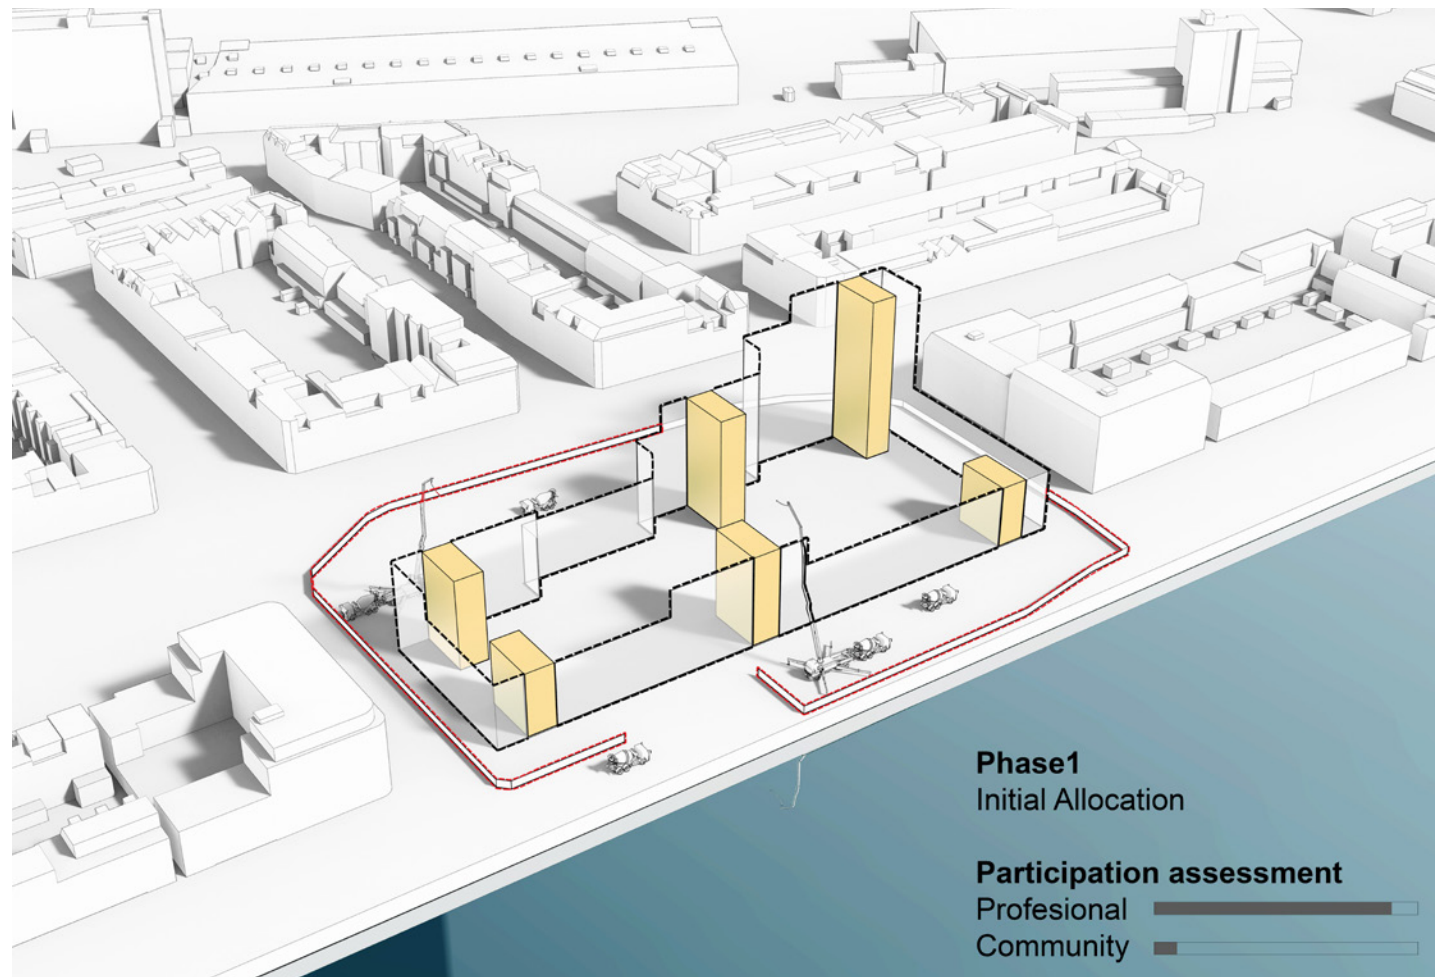 Phase1
Initial Allocation
Participation assessment
Profesional
Community